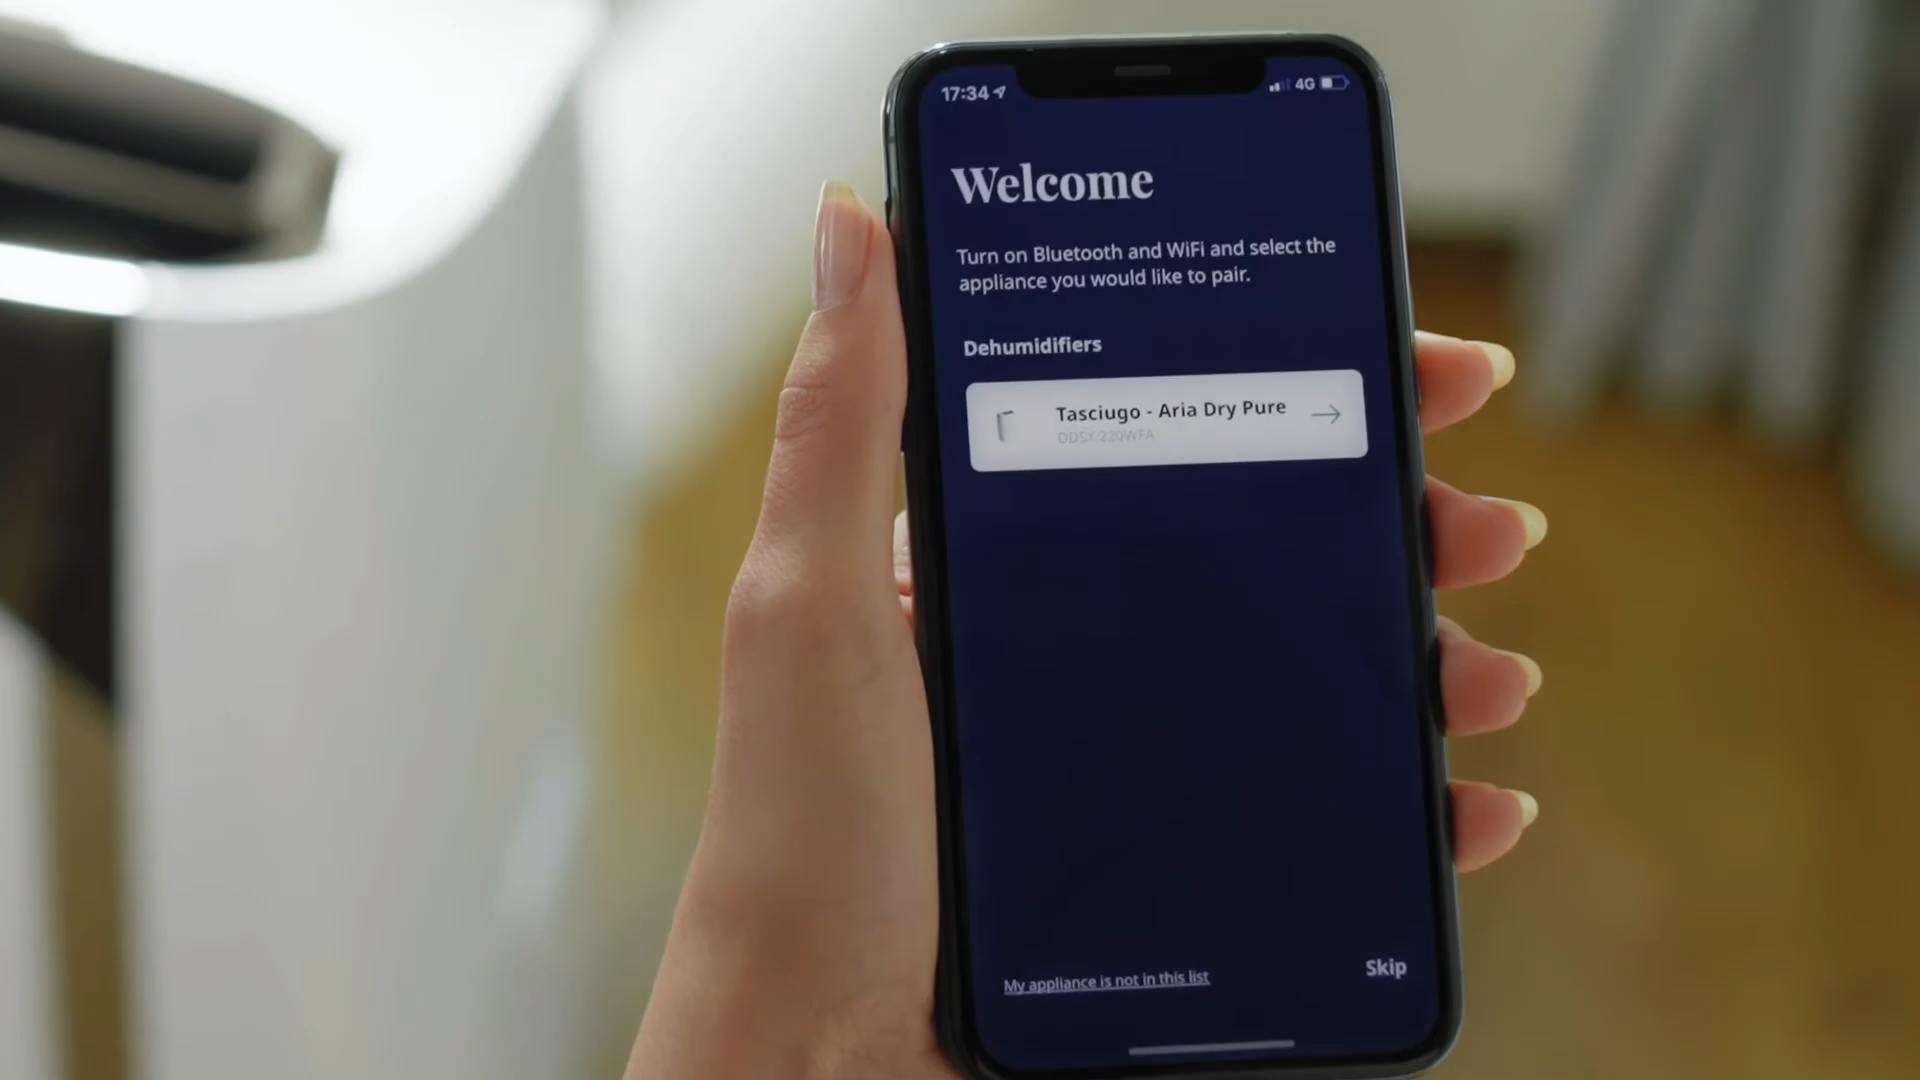 17:34
4G
Welcome
Turn on Bluetooth and WiFi and select the
appliance you would like to pair.
Dehumidifiers
Tasciugo - Aria Dry Pure
DDSX 220WFA
My appliance is not in this list
Skip